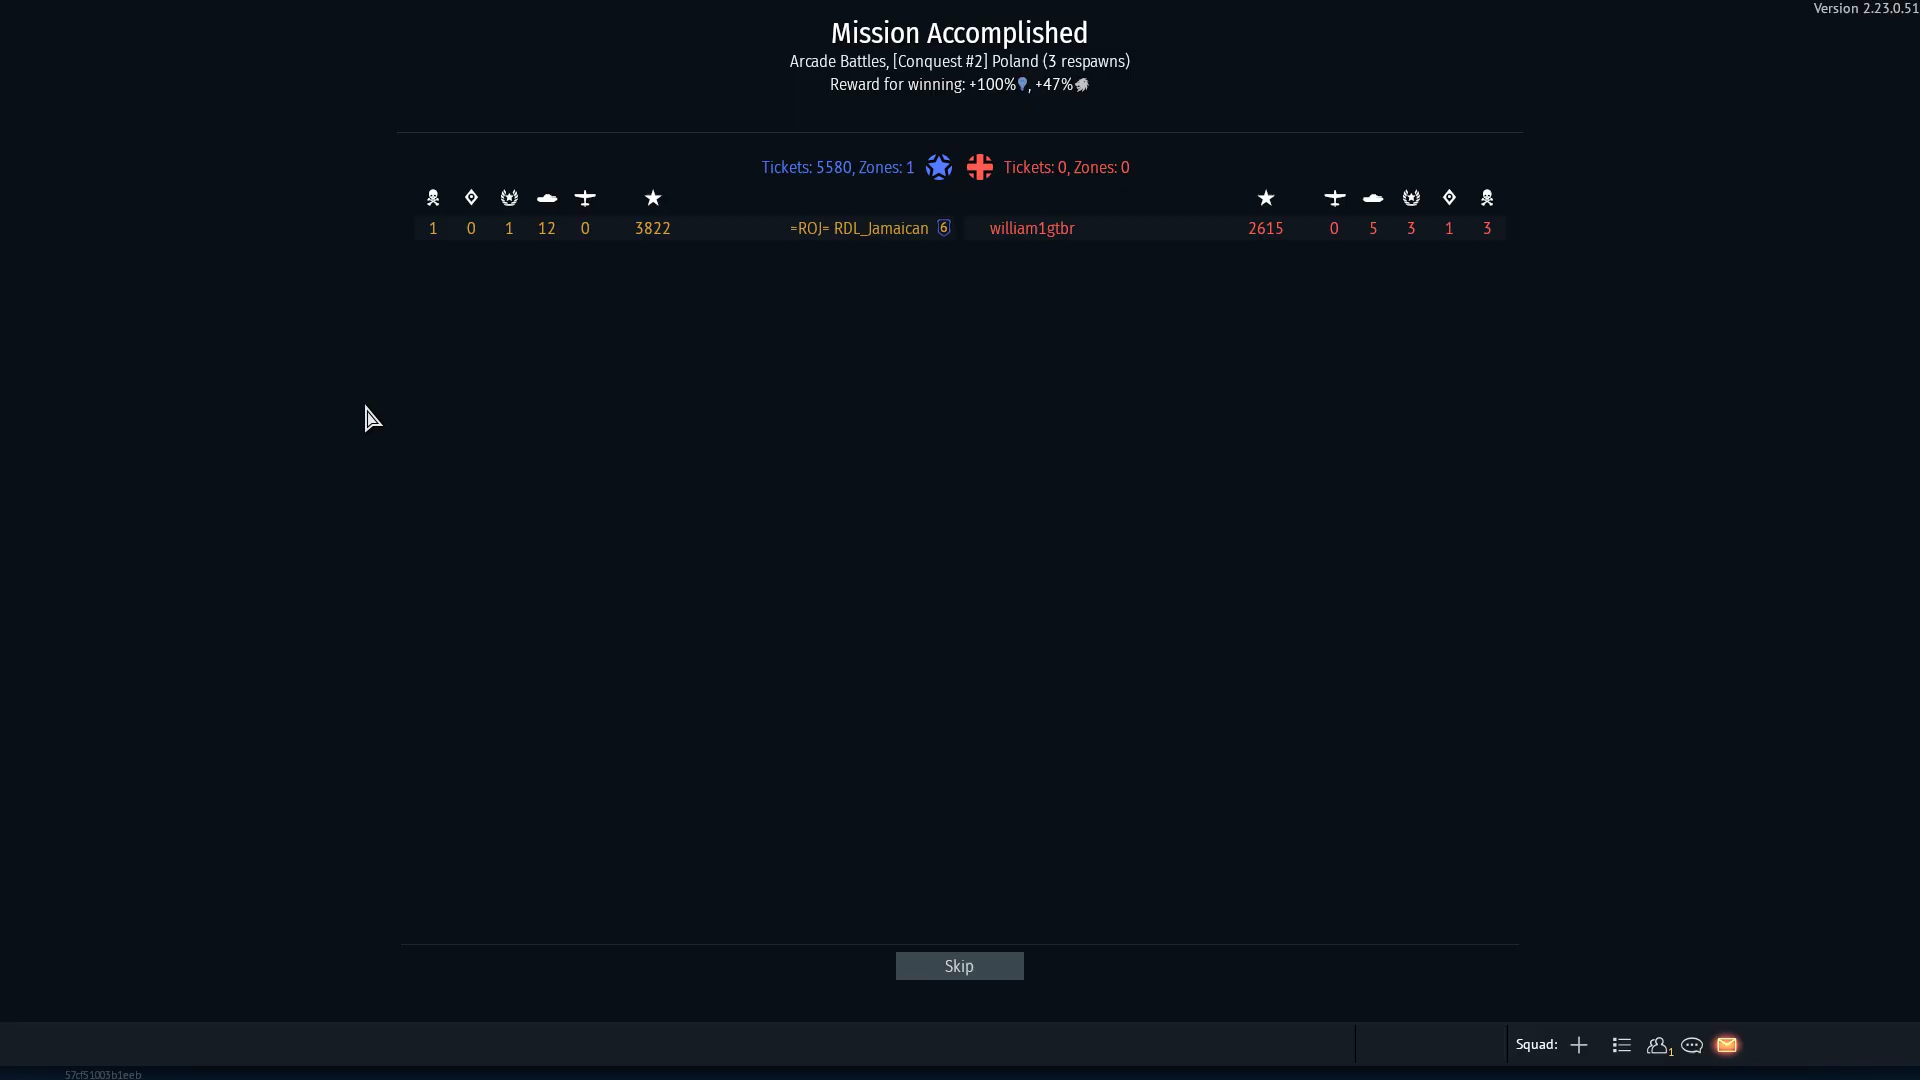 Version 2.23.0.51
Mission Accomplished
Arcade Battles, [Conquest #2] Poland (3 respawns)
Reward for winning: +100%, +47%
Tickets: 5580, Zones: 1 Tickets: 0, Zones: 0
1 0 1 12 0 3822 =ROJ= RDL_Jamaican 6 william1gtbr 2615 0 5 3 1 3
Skip
Squad: 1
57cf51003b1eeb